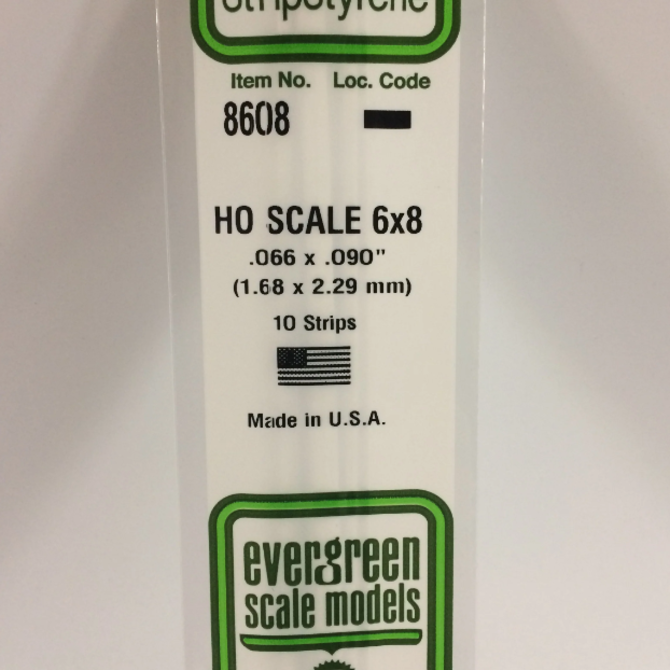 Item No. Loc. Code
8608
HO SCALE 6x8
.066 x .090"
(1.68 x 2.29 mm)
10 Strips
Made in U.S.A.
evergreen
scale models